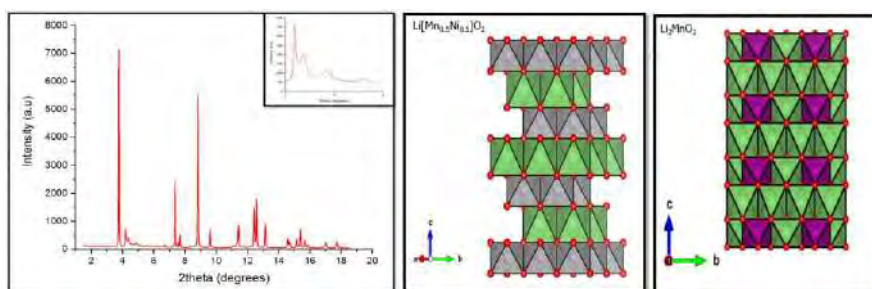 8000
7000
6000
5000
4000
3000
2000
1000
0
Intensity (a.u)
2 4 6 8 10 12 14 16 18 20
2theta (degrees)
Li[Mn0.5Ni0.5]O2
c
a
b
Li2MnO3
c
b